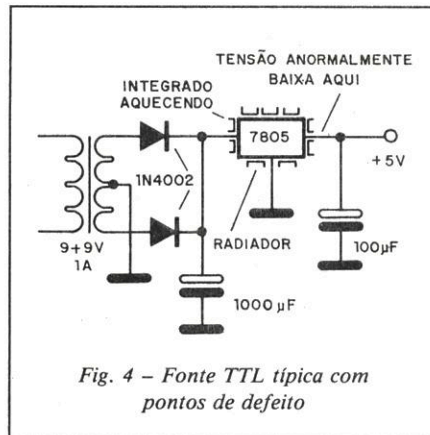 TENSÃO ANORMALMENTE
BAIXA AQUI
INTEGRADO
AQUECENDO
7805
+5V
1N4002
RADIADOR
9+9V
1A
100µF
1000 µF
Fig. 4 – Fonte TTL típica com
pontos de defeito